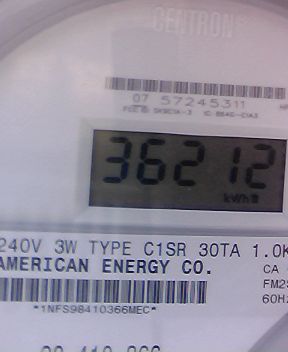 CENTRON®
07 57245311
36212
kWh
240V 3W TYPE C1SR 30TA 1.0K
AMERICAN ENERGY CO.
CA
FM2S
60Hz
*1NFS98410366MEC*